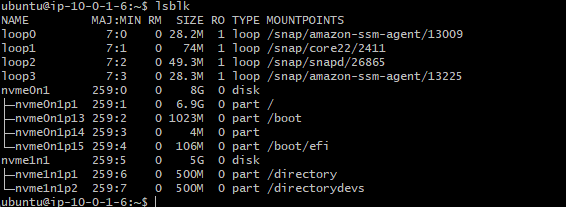 ubuntu@ip-10-0-1-6:~$ lsblk
NAME         MAJ:MIN RM  SIZE RO TYPE MOUNTPOINTS
loop0          7:0    0 28.2M  1 loop /snap/amazon-ssm-agent/13009
loop1          7:1    0   74M  1 loop /snap/core22/2411
loop2          7:2    0 49.3M  1 loop /snap/snapd/26865
loop3          7:3    0 28.3M  1 loop /snap/amazon-ssm-agent/13225
nvme0n1      259:0    0    8G  0 disk
├─nvme0n1p1  259:1    0  6.9G  0 part /
├─nvme0n1p13 259:2    0 1023M  0 part /boot
├─nvme0n1p14 259:3    0    4M  0 part
└─nvme0n1p15 259:4    0  106M  0 part /boot/efi
nvme1n1      259:5    0    5G  0 disk
├─nvme1n1p1  259:6    0  500M  0 part /directory
└─nvme1n1p2  259:7    0  500M  0 part /directorydevs
ubuntu@ip-10-0-1-6:~$